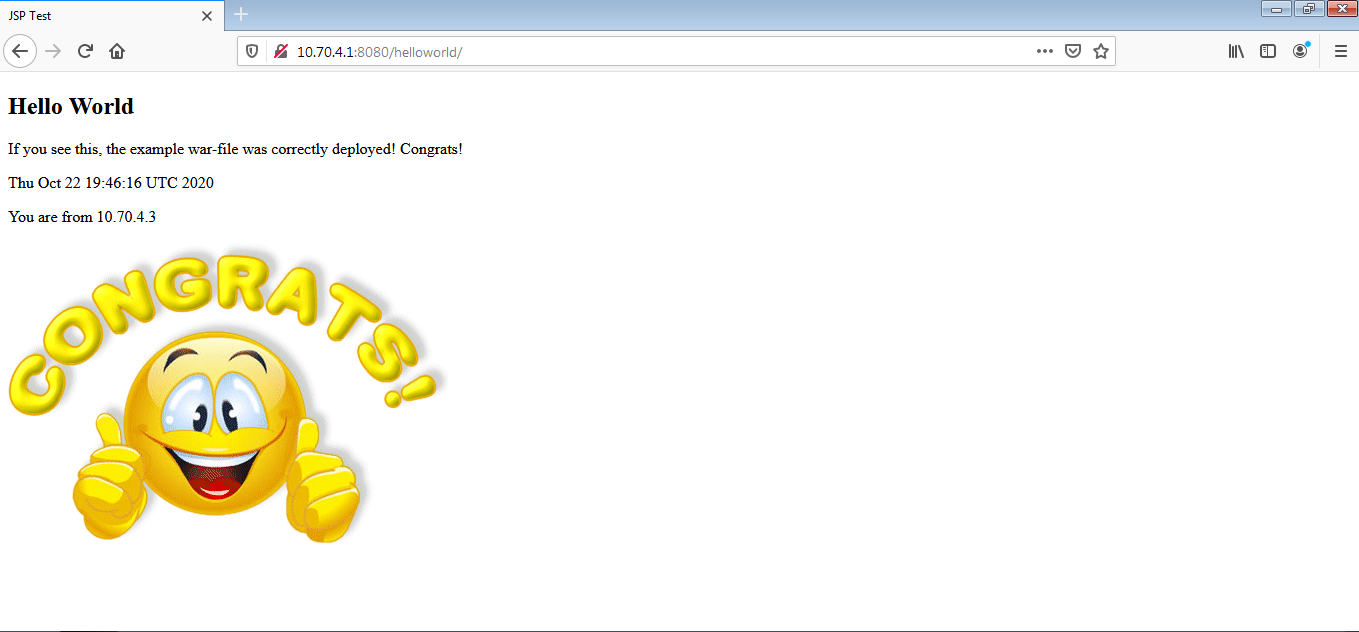 JSP Test
10.70.4.1:8080/helloworld/
Hello World
If you see this, the example war-file was correctly deployed! Congrats!
Thu Oct 22 19:46:16 UTC 2020
You are from 10.70.4.3
CONGRATS!